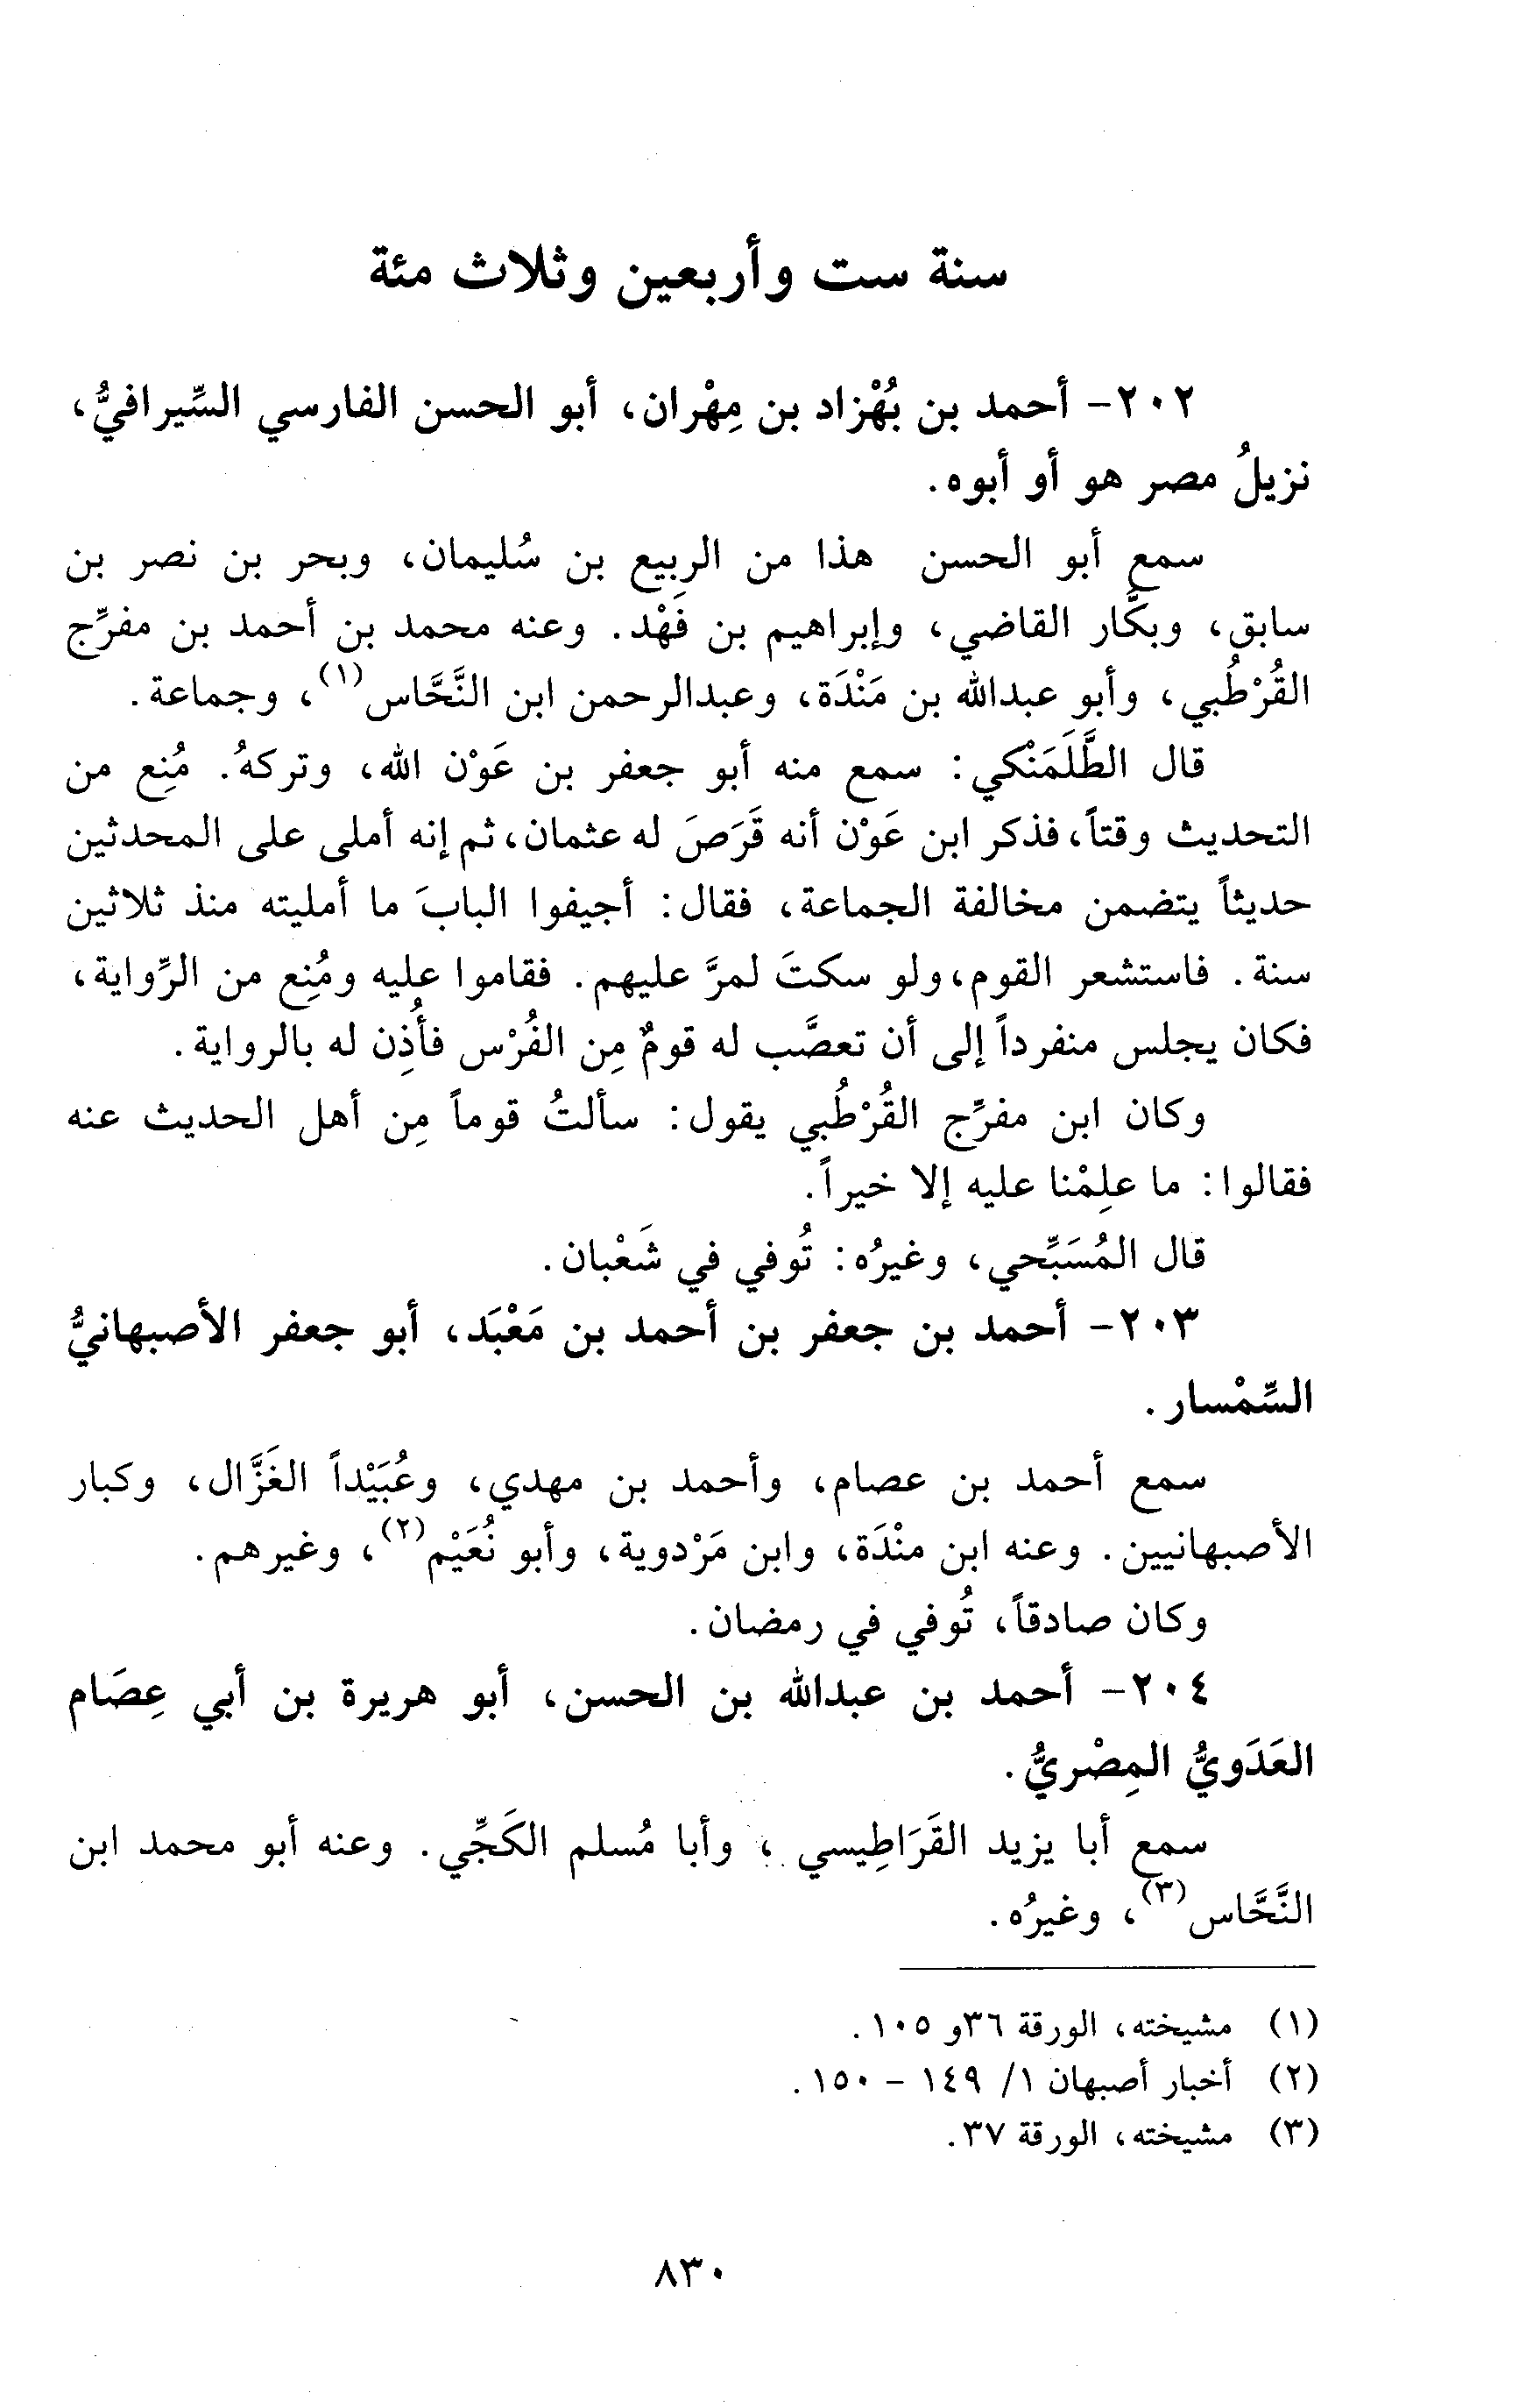 سنة ست وأربعين وثلاث مئة
٢٠٢- أحمد بن بُهْزاد بن مِهْران، أبو الحسن الفارسي السِّيرافيُّ،
نزيلُ مصر هو أو أبوه.
سمع أبو الحسن هذا من الربيع بن سُليمان، وبحر بن نصر بن
سابق، وبكَّار القاضي، وإبراهيم بن فَهْد. وعنه محمد بن أحمد بن مفرِّج
القُرْطُبي، وأبو عبدالله بن مَنْدَة، وعبدالرحمن ابن النَّحَّاس(١)، وجماعة.
قال الطَّلَمَنْكي: سمع منه أبو جعفر بن عَوْن الله، وتركهُ. مُنِع من
التحديث وقتاً، فذكر ابن عَوْن أنه قَرَصَ له عثمان، ثم إنه أملى على المحدثين
حديثاً يتضمن مخالفة الجماعة، فقال: أجيفوا البابَ ما أمليته منذ ثلاثين
سنة. فاستشعر القوم، ولو سكتَ لمرَّ عليهم. فقاموا عليه ومُنِع من الرِّواية،
فكان يجلس منفرداً إلى أن تعصَّب له قومٌ مِن الفُرْس فأُذِن له بالرواية.
وكان ابن مفرِّج القُرْطُبي يقول: سألتُ قوماً مِن أهل الحديث عنه
فقالوا: ما علِمْنا عليه إلا خيراً.
قال المُسَبِّحي، وغيرُه: تُوفي في شَعْبان.
٢٠٣- أحمد بن جعفر بن أحمد بن مَعْبَد، أبو جعفر الأصبهانيُّ
السِّمْسار.
سمع أحمد بن عصام، وأحمد بن مهدي، وعُبَيْداً الغَزَّال، وكبار
الأصبهانيين. وعنه ابن منْدَة، وابن مَرْدوية، وأبو نُعَيْم(٢)، وغيرهم.
وكان صادقاً، تُوفي في رمضان.
٢٠٤- أحمد بن عبدالله بن الحسن، أبو هريرة بن أبي عِصَام
العَدَويُّ المِصْريُّ.
سمع أبا يزيد القَرَاطِيسي، وأبا مُسلم الكَجِّي. وعنه أبو محمد ابن
النَّحَّاس(٣)، وغيرُه.
(١) مشيخته، الورقة ٣٦و ١٠٥.
(٢) أخبار أصبهان ١/ ١٤٩ - ١٥٠.
(٣) مشيخته، الورقة ٣٧.
٨٣٠